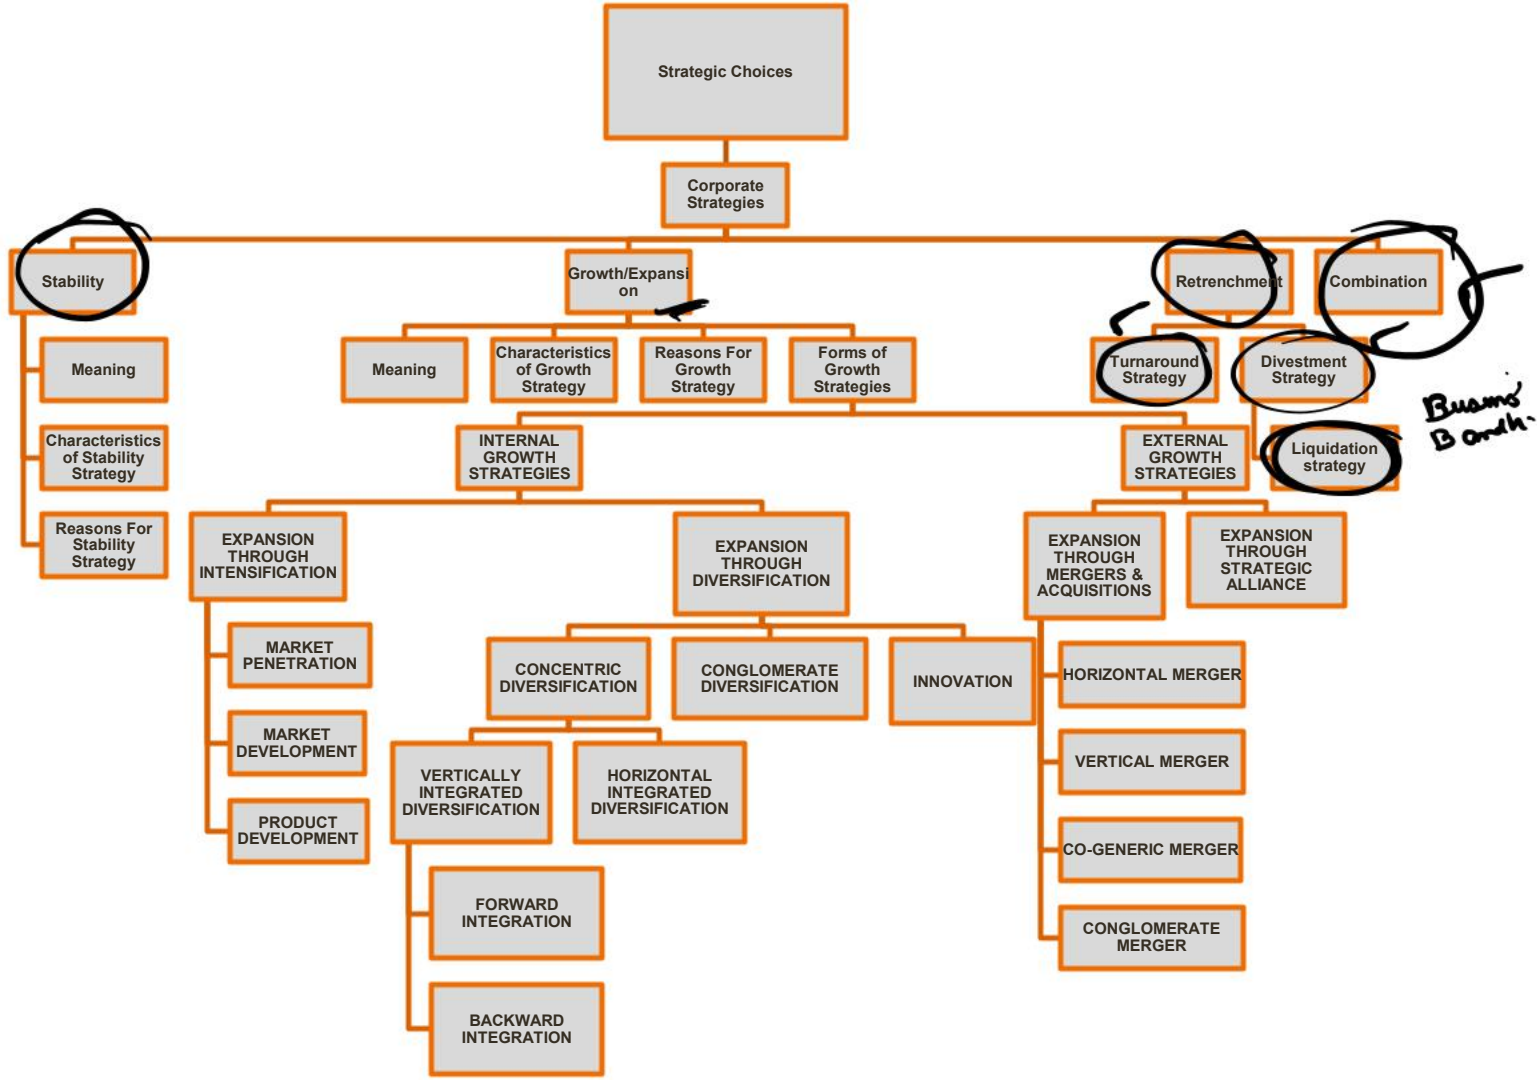 Strategic Choices
Corporate
Strategies
Stability
Growth/Expansi
on
Retrenchment
Combination
Meaning
Characteristics
of Stability
Strategy
Reasons For
Stability
Strategy
Meaning
Characteristics
of Growth
Strategy
Reasons For
Growth
Strategy
Forms of
Growth
Strategies
Turnaround
Strategy
Divestment
Strategy
Liquidation
strategy
INTERNAL
GROWTH
STRATEGIES
EXTERNAL
GROWTH
STRATEGIES
EXPANSION
THROUGH
INTENSIFICATION
EXPANSION
THROUGH
DIVERSIFICATION
EXPANSION
THROUGH
MERGERS &
ACQUISITIONS
EXPANSION
THROUGH
STRATEGIC
ALLIANCE
MARKET
PENETRATION
MARKET
DEVELOPMENT
PRODUCT
DEVELOPMENT
CONCENTRIC
DIVERSIFICATION
CONGLOMERATE
DIVERSIFICATION
INNOVATION
VERTICALLY
INTEGRATED
DIVERSIFICATION
HORIZONTAL
INTEGRATED
DIVERSIFICATION
FORWARD
INTEGRATION
BACKWARD
INTEGRATION
HORIZONTAL MERGER
VERTICAL MERGER
CO-GENERIC MERGER
CONGLOMERATE
MERGER